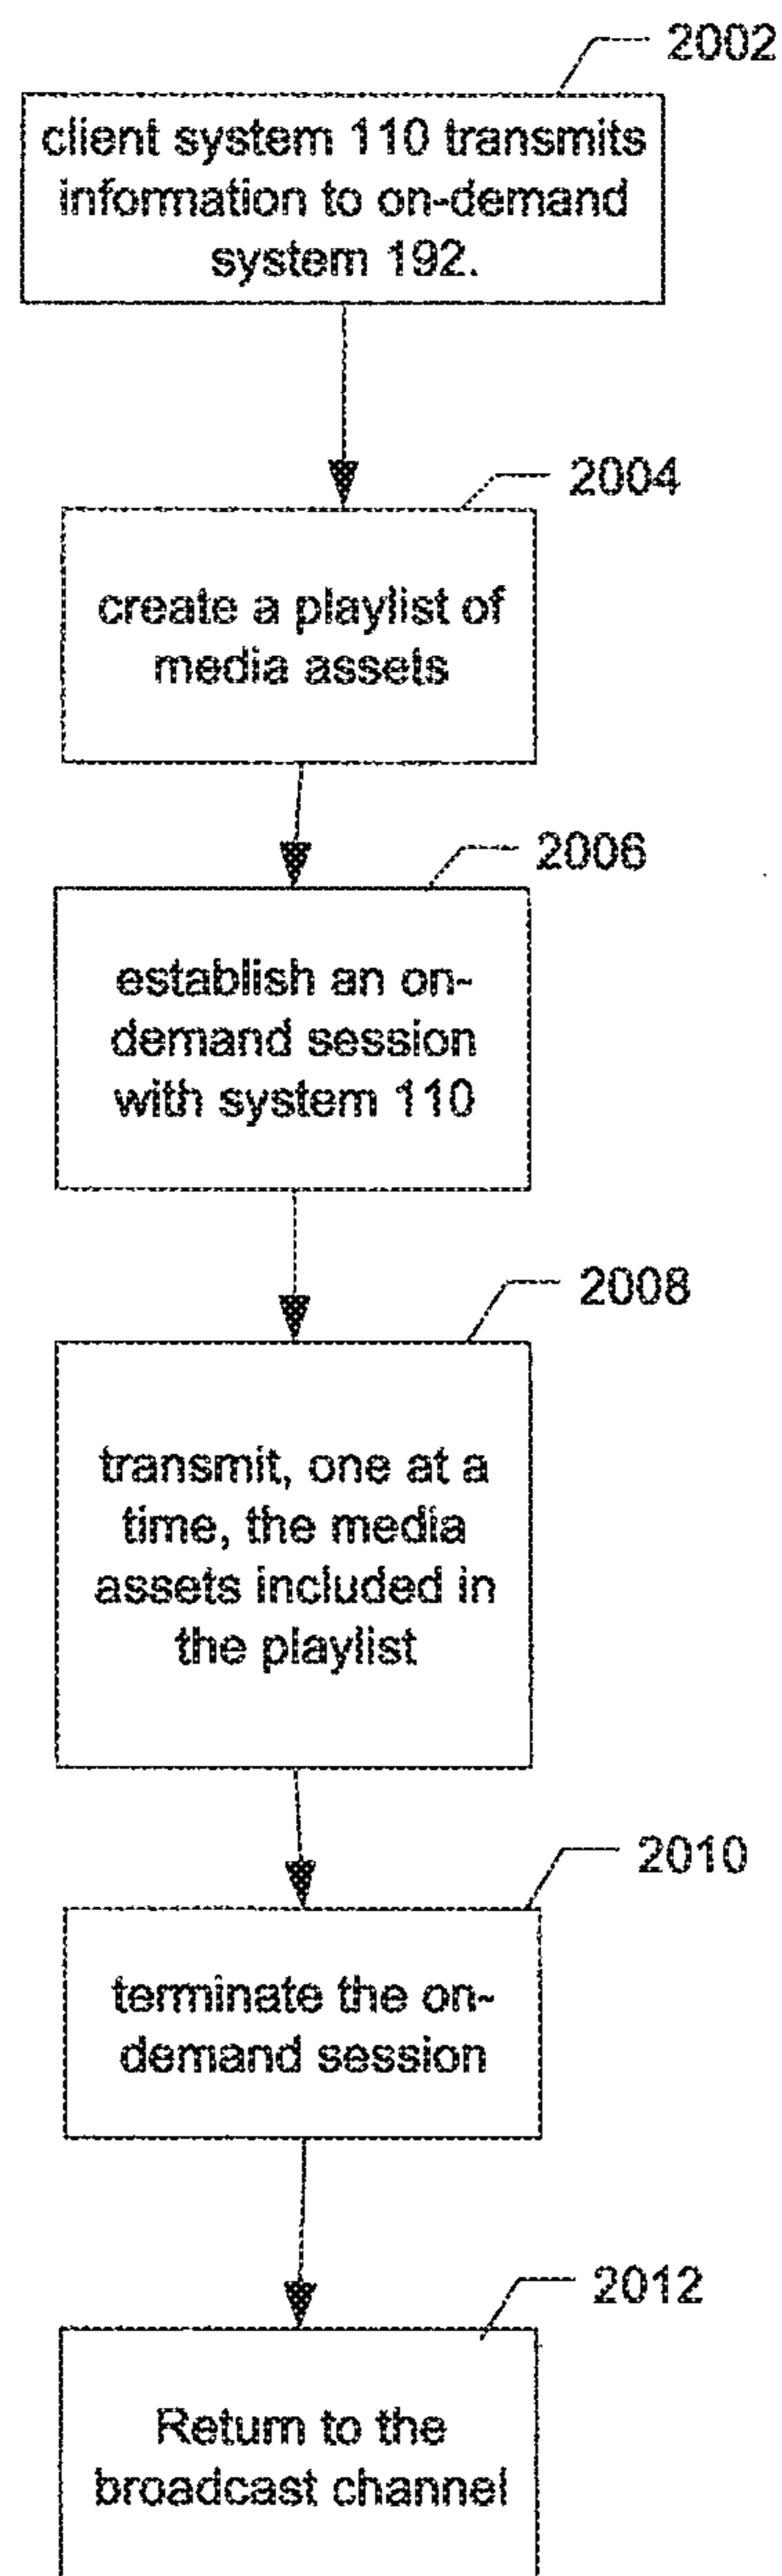 2002
client system 110 transmits
information to on-demand
system 192.
2004
create a playlist of
media assets
2006
establish an on-
demand session
with system 110
2008
transmit, one at a
time, the media
assets included in
the playlist
2010
terminate the on-
demand session
2012
Return to the
broadcast channel